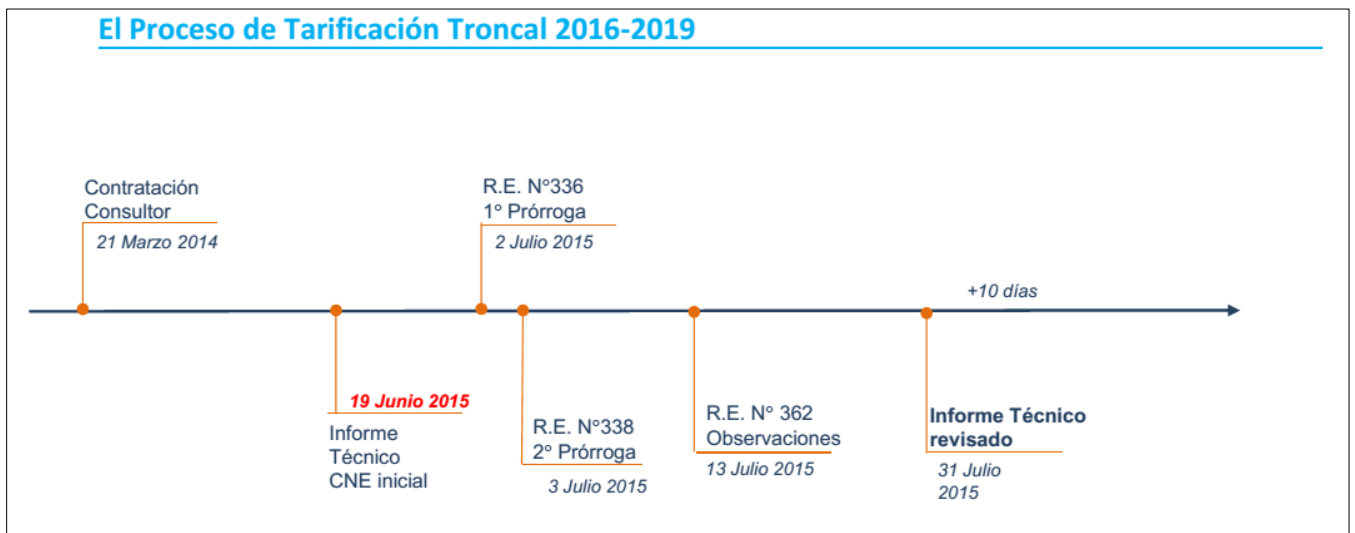 El Proceso de Tarificación Troncal 2016-2019
Contratación
Consultor
21 Marzo 2014
R.E. N°336
1° Prórroga
2 Julio 2015
+10 días
19 Junio 2015
Informe
Técnico
CNE inicial
R.E. N°338
2° Prórroga
3 Julio 2015
R.E. N° 362
Observaciones
13 Julio 2015
Informe Técnico
revisado
31 Julio
2015